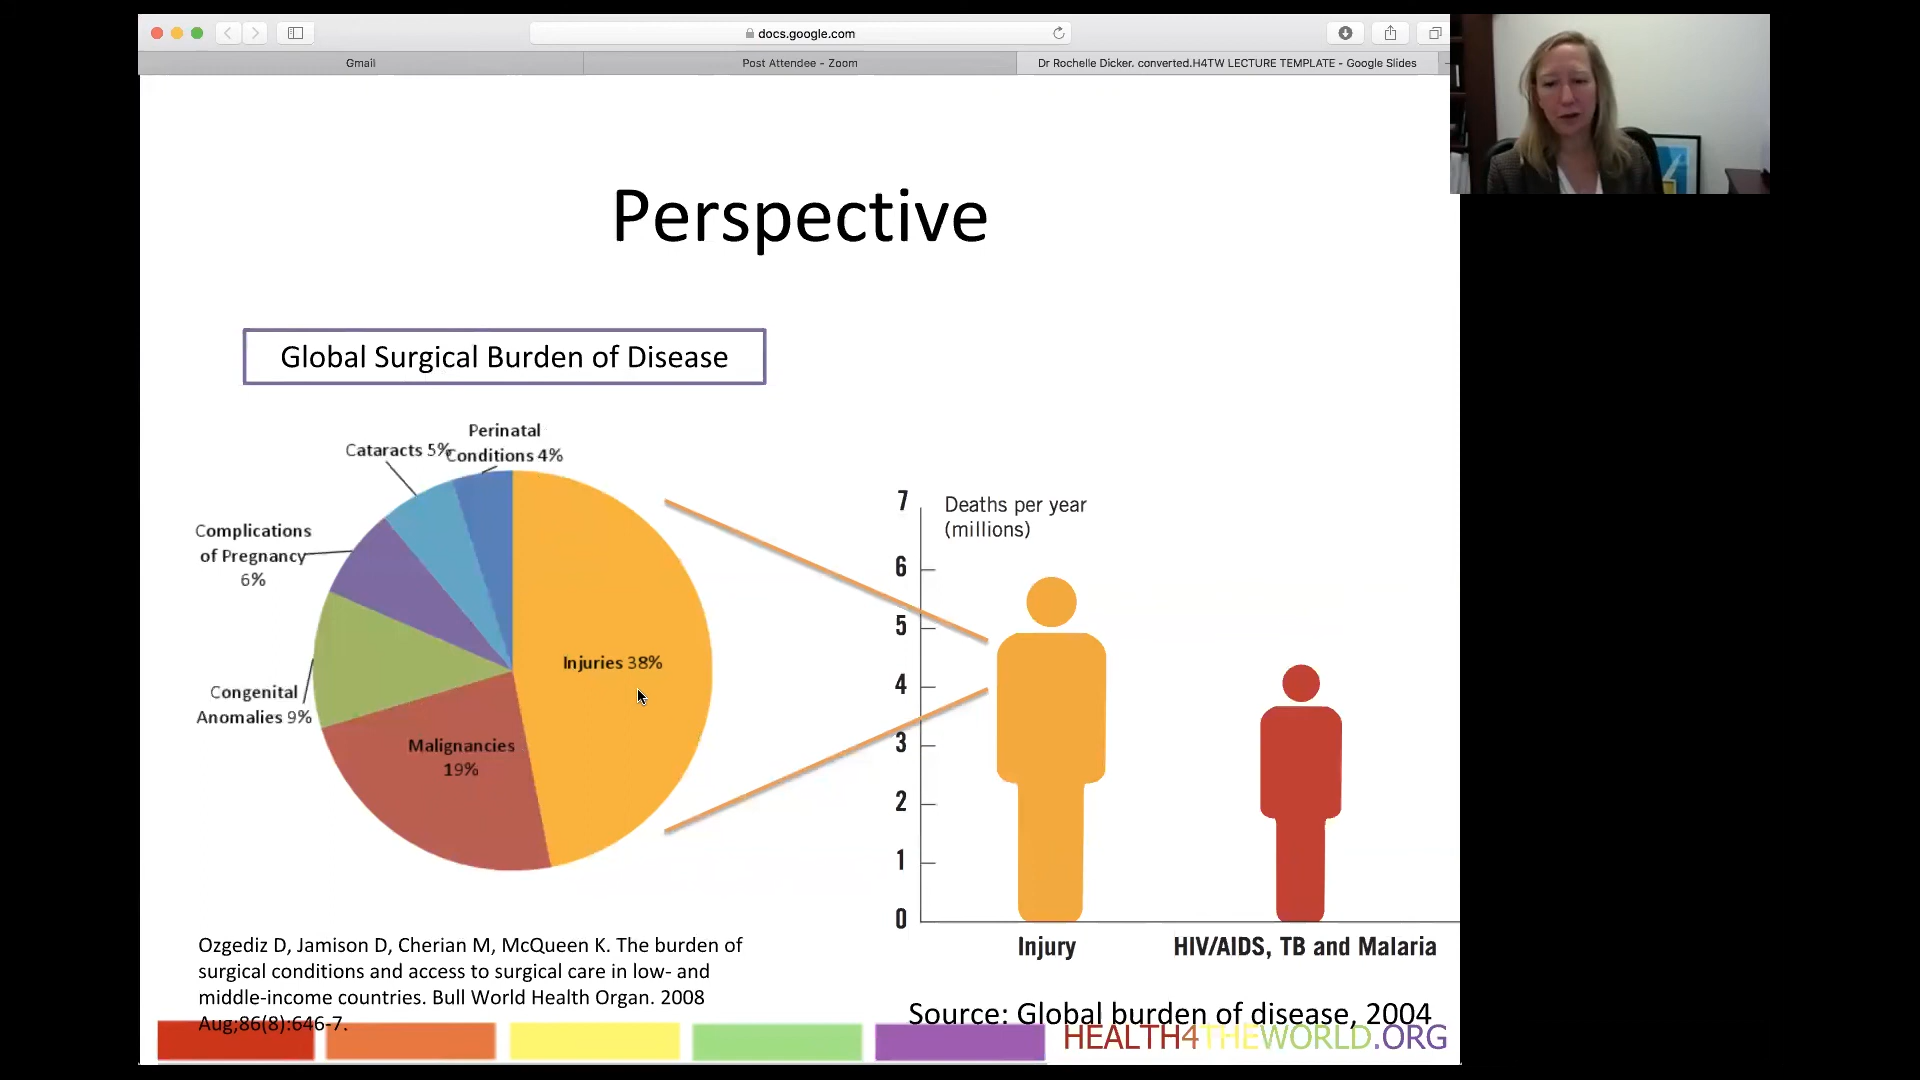 docs.google.com
Gmail
Post Attendee - Zoom
Dr Rochelle Dicker. converted.H4TW LECTURE TEMPLATE - Google Slides
Perspective
Global Surgical Burden of Disease
Perinatal
Conditions 4%
Cataracts 5%
Complications
of Pregnancy
6%
Congenital
Anomalies 9%
Malignancies
19%
Injuries 38%
7
6
5
4
3
2
1
0
Deaths per year
(millions)
Injury
HIV/AIDS, TB and Malaria
Ozgediz D, Jamison D, Cherian M, McQueen K. The burden of
surgical conditions and access to surgical care in low- and
middle-income countries. Bull World Health Organ. 2008
Aug;86(8):646-7.
Source: Global burden of disease, 2004
HEALTH4THEWORLD.ORG